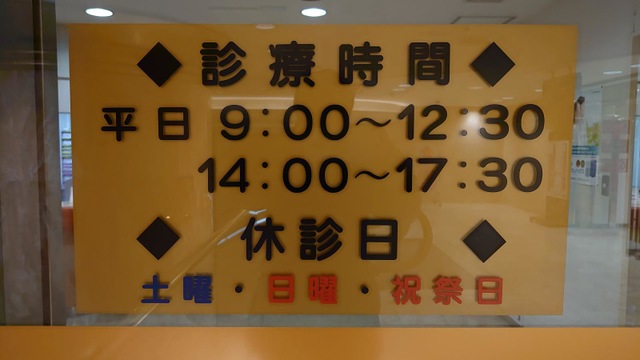 ◆診療時間◆
平日 9:00～12:30
14:00～17:30
◆ 休診日 ◆
土曜・日曜・祝祭日